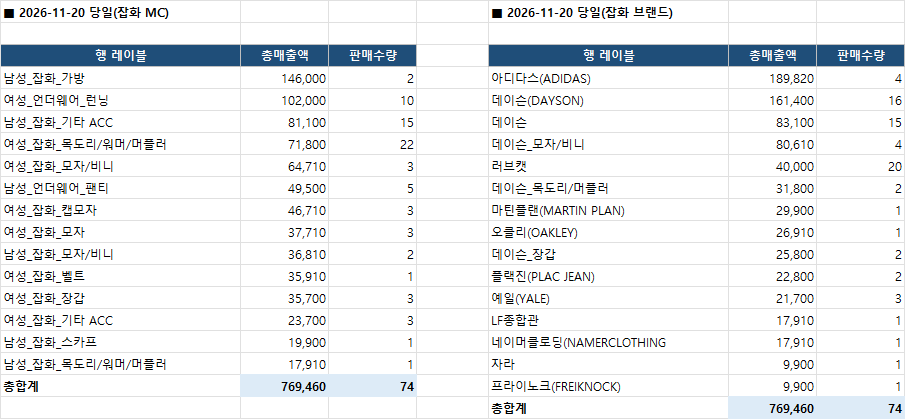 ■ 2026-11-20 당일(잡화 MC)
행 레이블 총매출액 판매수량
남성_잡화_가방 146,000 2
여성_언더웨어_런닝 102,000 10
남성_잡화_기타 ACC 81,100 15
여성_잡화_목도리/워머/머플러 71,800 22
여성_잡화_모자/비니 64,710 3
남성_언더웨어_팬티 49,500 5
여성_잡화_캡모자 46,710 3
여성_잡화_모자 37,710 3
남성_잡화_모자/비니 36,810 2
여성_잡화_벨트 35,910 1
여성_잡화_장갑 35,700 3
여성_잡화_기타 ACC 23,700 3
남성_잡화_스카프 19,900 1
남성_잡화_목도리/워머/머플러 17,910 1
총합계 769,460 74
■ 2026-11-20 당일(잡화 브랜드)
행 레이블 총매출액 판매수량
아디다스(ADIDAS) 189,820 4
데이슨(DAYSON) 161,400 16
데이슨 83,100 15
데이슨_모자/비니 80,610 4
러브캣 40,000 20
데이슨_목도리/머플러 31,800 2
마틴플랜(MARTIN PLAN) 29,900 1
오클리(OAKLEY) 26,910 1
데이슨_장갑 25,800 2
플랙진(PLAC JEAN) 22,800 2
예일(YALE) 21,700 3
LF종합관 17,910 1
네이머클로딩(NAMERCLOTHING 17,910 1
자라 9,900 1
프라이노크(FREIKNOCK) 9,900 1
총합계 769,460 74